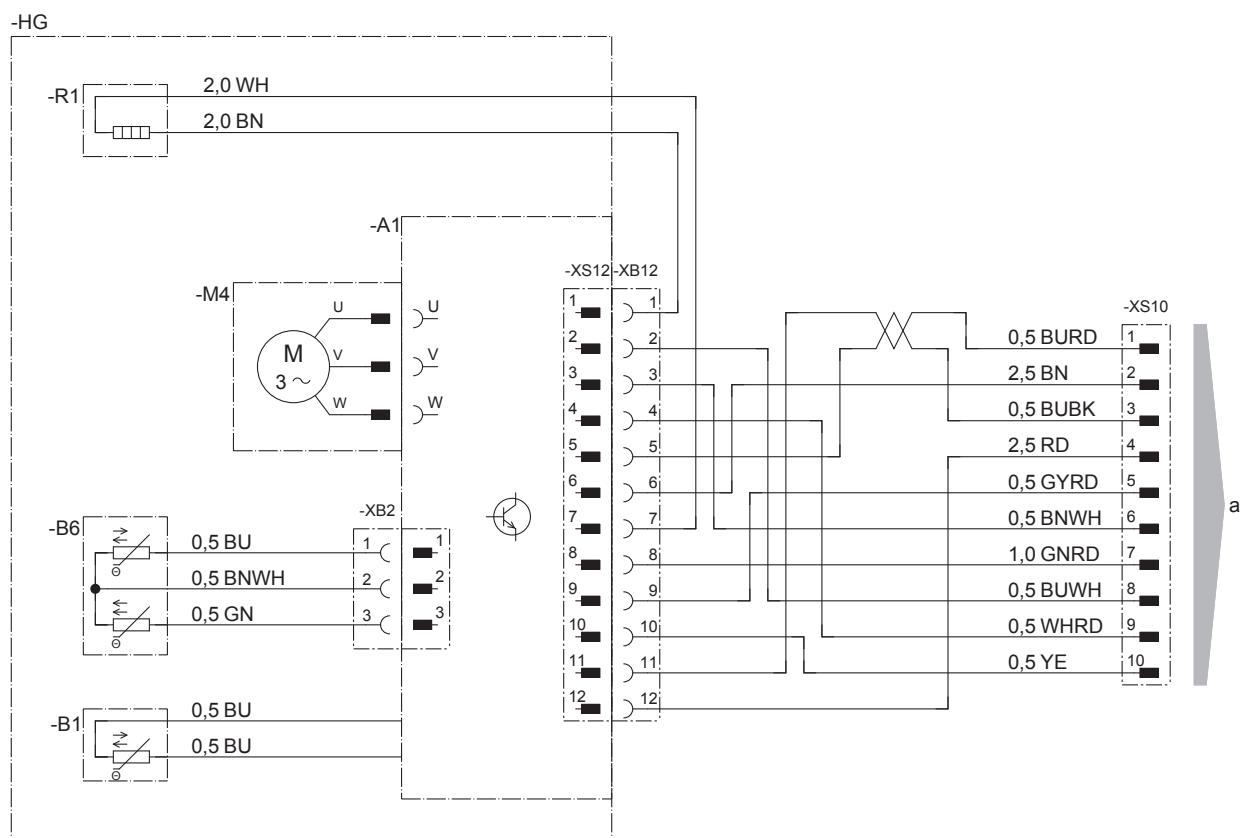 -HG
-R1
2,0 WH
2,0 BN
-A1
-M4
U
V
W
M
3 ~
U
V
W
-XS12
-XB12
1
2
3
4
5
6
7
8
9
10
11
12
1
2
3
4
5
6
7
8
9
10
11
12
-XS10
0,5 BURD
1
2,5 BN
2
0,5 BUBK
3
2,5 RD
4
0,5 GYRD
5
0,5 BNWH
6
1,0 GNRD
7
0,5 BUWH
8
0,5 WHRD
9
0,5 YE
10
a
-XB2
-B6
0,5 BU
1
1
0,5 BNWH
2
2
0,5 GN
3
3
Θ
Θ
-B1
0,5 BU
0,5 BU
Θ